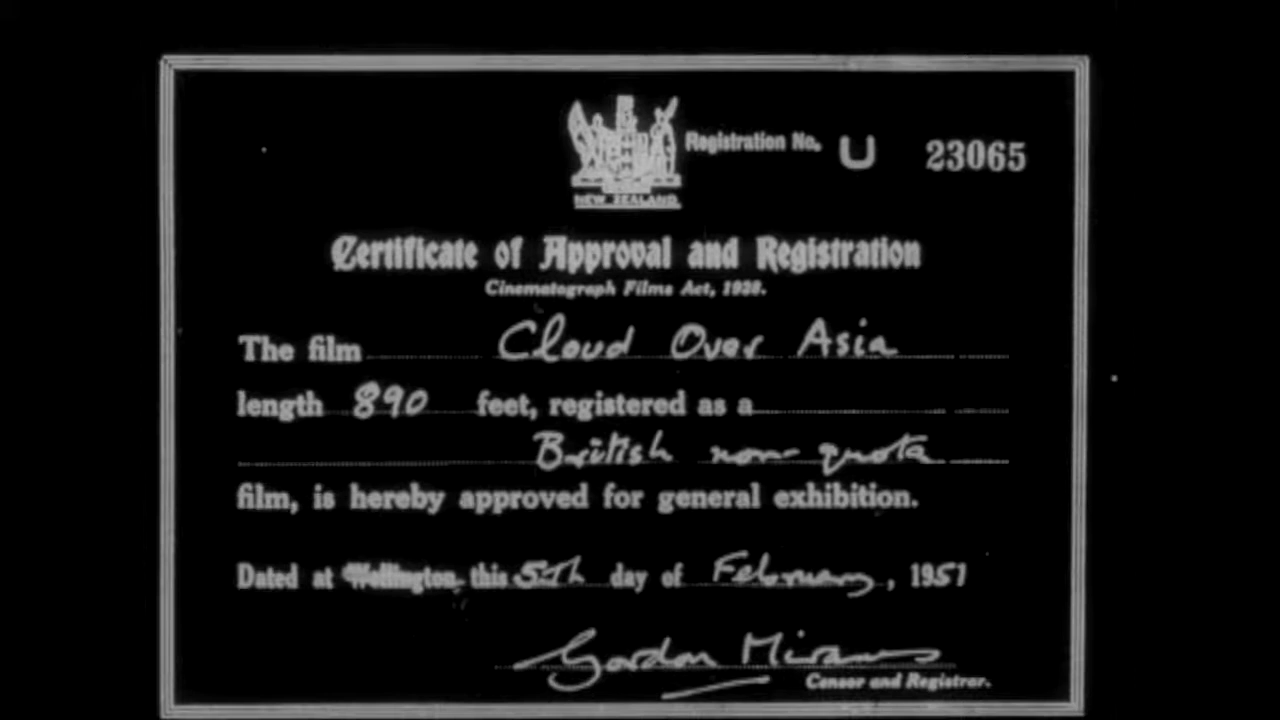 NEW ZEALAND
Registration No. U 23065
Certificate of Approval and Registration
Cinematograph Films Act, 1928.
The film Cloud Over Asia
length 890 feet, registered as a
British non-quota
film, is hereby approved for general exhibition.
Dated at Wellington, this 5th day of February, 1951
Gordon Mirams
Censor and Registrar.